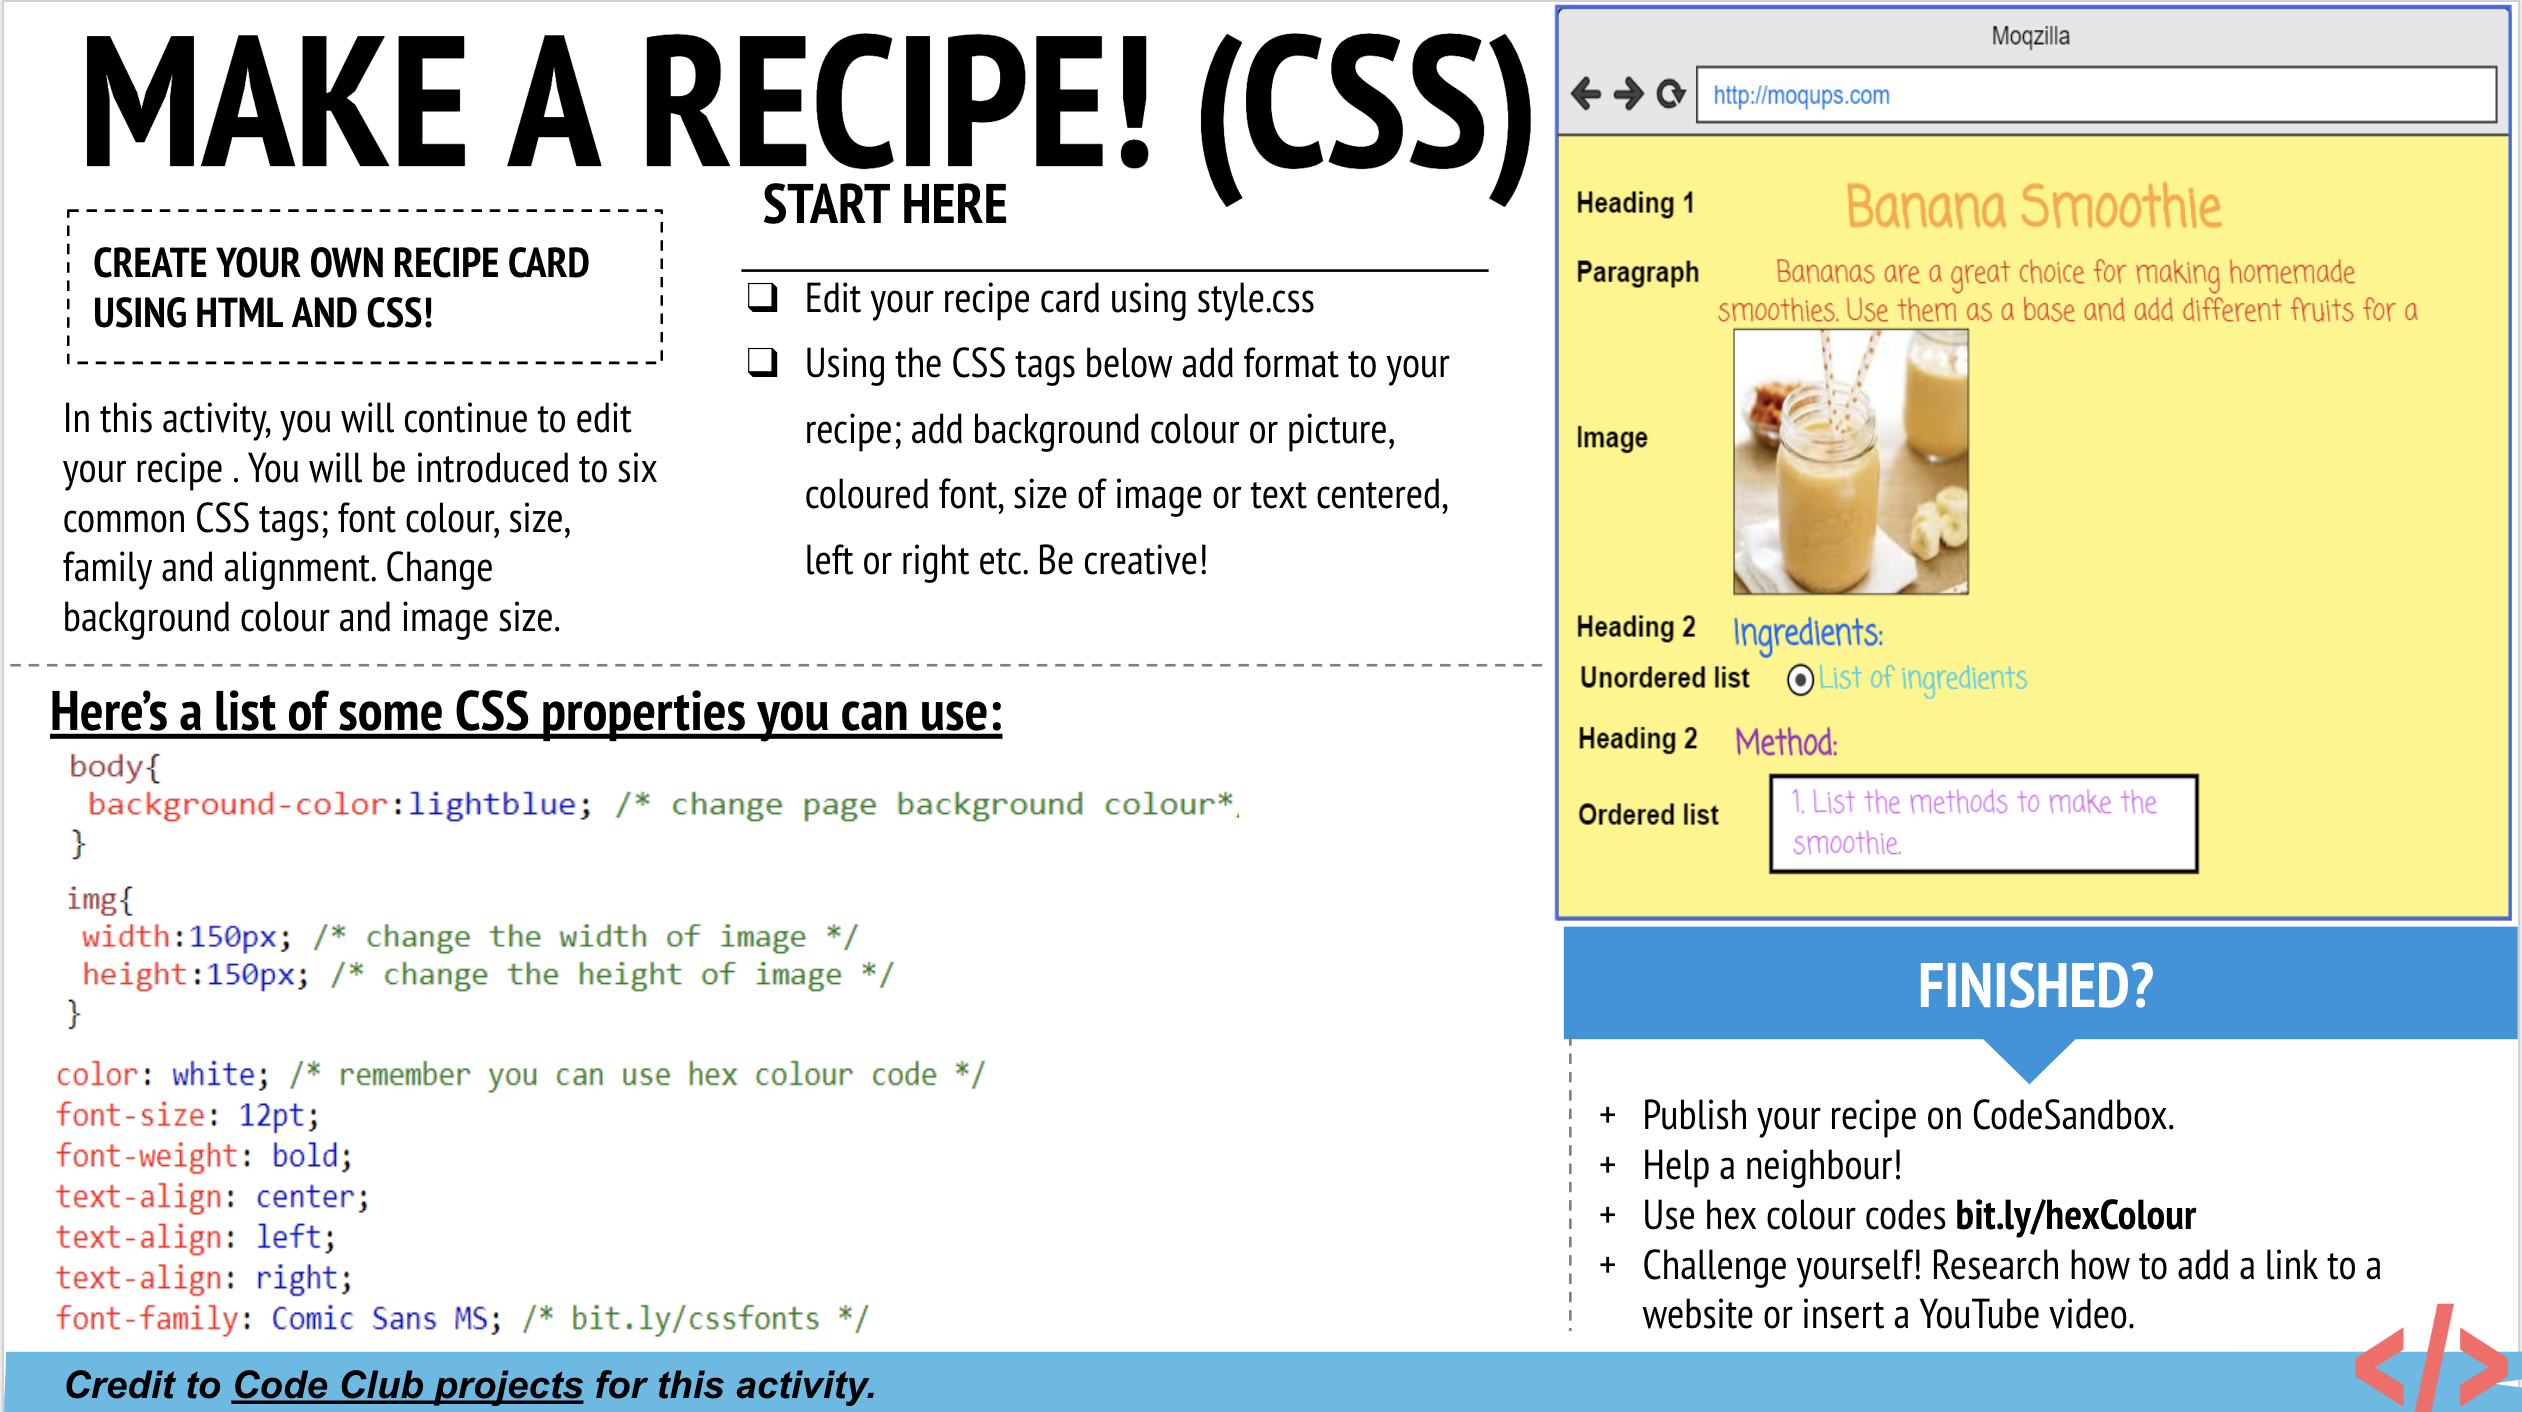 MAKE A RECIPE! (CSS)
CREATE YOUR OWN RECIPE CARD
USING HTML AND CSS!
In this activity, you will continue to edit
your recipe . You will be introduced to six
common CSS tags; font colour, size,
family and alignment. Change
background colour and image size.
START HERE
❑ Edit your recipe card using style.css
❑ Using the CSS tags below add format to your
recipe; add background colour or picture,
coloured font, size of image or text centered,
left or right etc. Be creative!
Here's a list of some CSS properties you can use:
body{
background-color:lightblue; /* change page background colour*
}
img{
width:150px; /* change the width of image */
height:150px; /* change the height of image */
}
color: white; /* remember you can use hex colour code */
font-size: 12pt;
font-weight: bold;
text-align: center;
text-align: left;
text-align: right;
font-family: Comic Sans MS; /* bit.ly/cssfonts */
Credit to Code Club projects for this activity.
Moqzilla
http://moqups.com
Heading 1 Banana Smoothie
Paragraph Bananas are a great choice for making homemade
smoothies. Use them as a base and add different fruits for a
Image
Heading 2 Ingredients:
Unordered list List of ingredients
Heading 2 Method:
Ordered list 1. List the methods to make the
smoothie.
FINISHED?
+ Publish your recipe on CodeSandbox.
+ Help a neighbour!
+ Use hex colour codes bit.ly/hexColour
+ Challenge yourself! Research how to add a link to a
website or insert a YouTube video.
</>